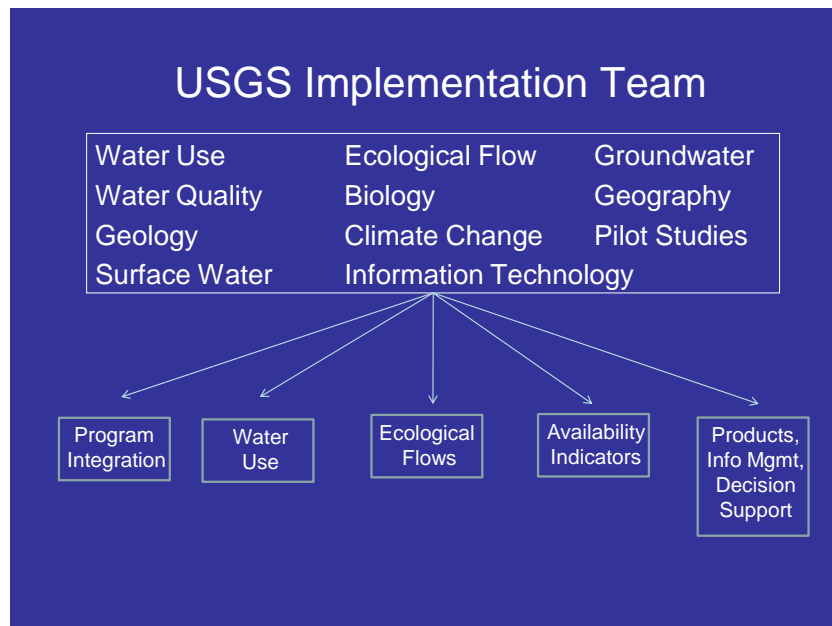 USGS Implementation Team
Water Use Ecological Flow Groundwater
Water Quality Biology Geography
Geology Climate Change Pilot Studies
Surface Water Information Technology
Program
Integration
Water
Use
Ecological
Flows
Availability
Indicators
Products,
Info Mgmt,
Decision
Support